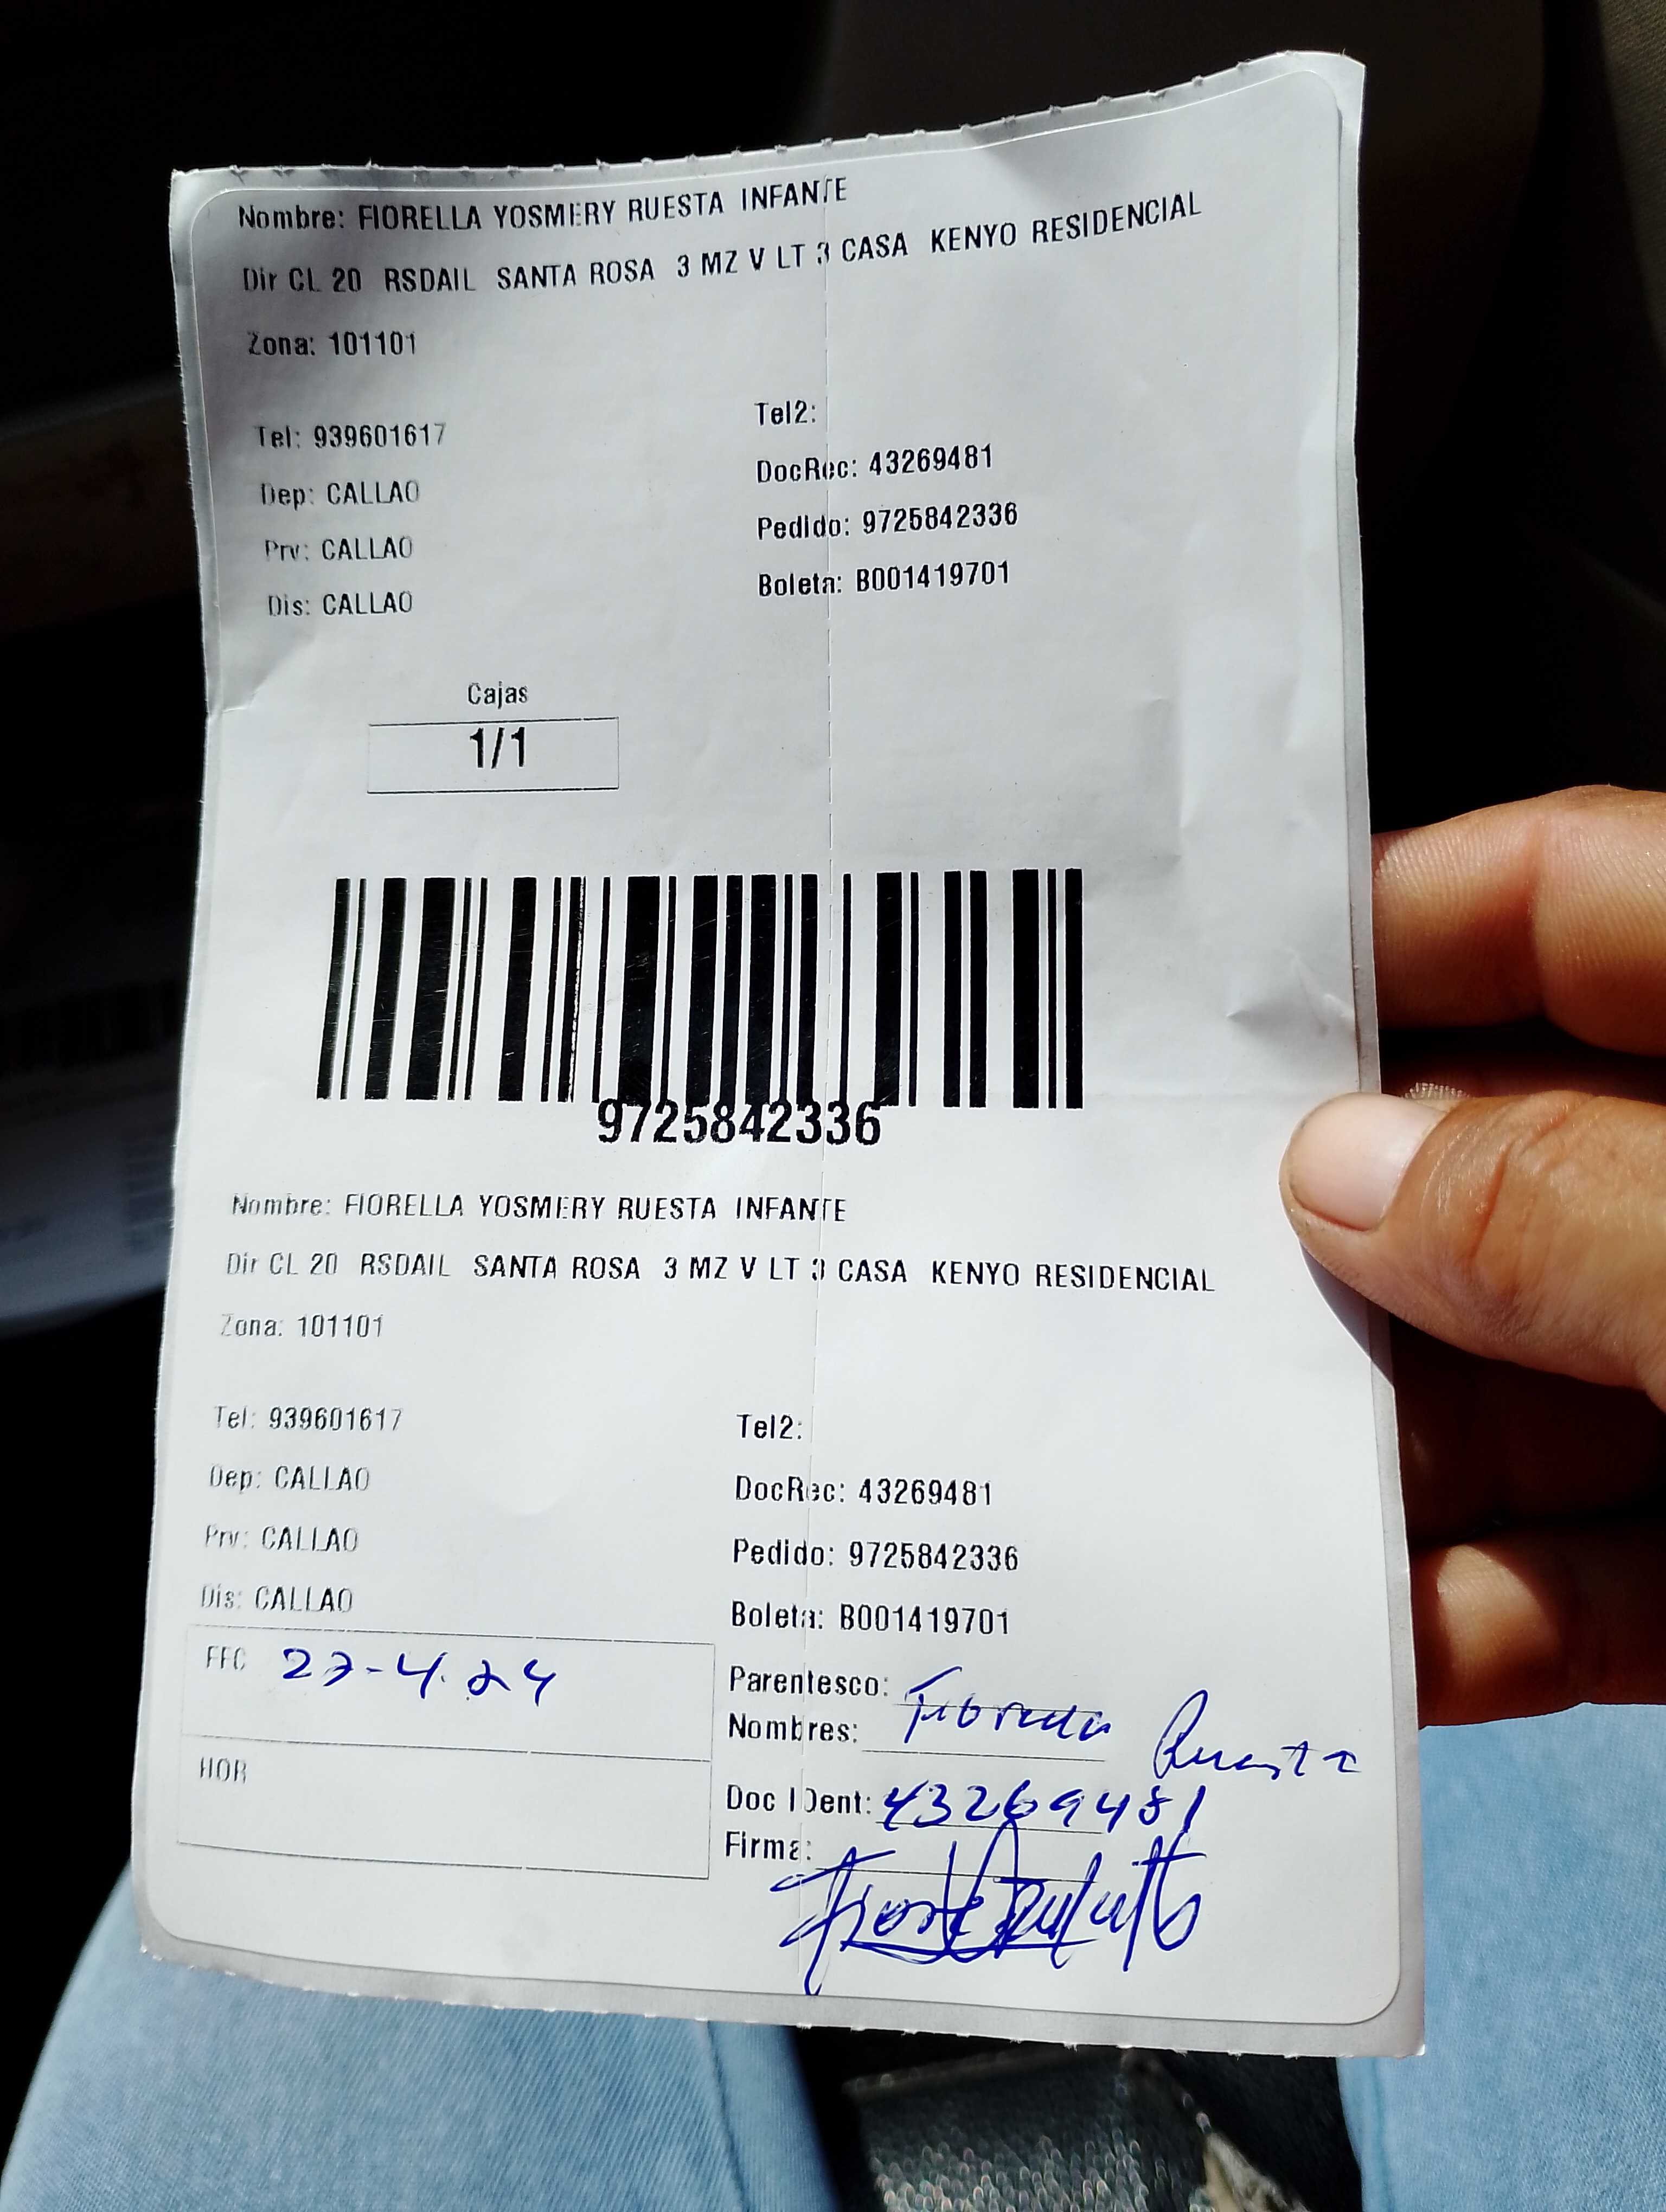 Nombre: FIORELLA YOSMERY RUESTA INFANTE
Dir CL 20 RSDAIL SANTA ROSA 3 MZ V LT 3 CASA KENYO RESIDENCIAL
Zona: 101101
Tel: 939601617
Tel2:
Dep: CALLAO
DocRec: 43269481
Prv: CALLAO
Pedido: 9725842336
Dis: CALLAO
Boleta: B001419701
Cajas
1/1
9725842336
Nombre: FIORELLA YOSMERY RUESTA INFANTE
Dir CL 20 RSDAIL SANTA ROSA 3 MZ V LT 3 CASA KENYO RESIDENCIAL
Zona: 101101
Tel: 939601617
Tel2:
Dep: CALLAO
DocRec: 43269481
Prv: CALLAO
Pedido: 9725842336
Dis: CALLAO
Boleta: B001419701
FEC
Parentesco:
Nombres: Fiorella Ruesta
HOR
Doc IDent: 43269481
Firma: